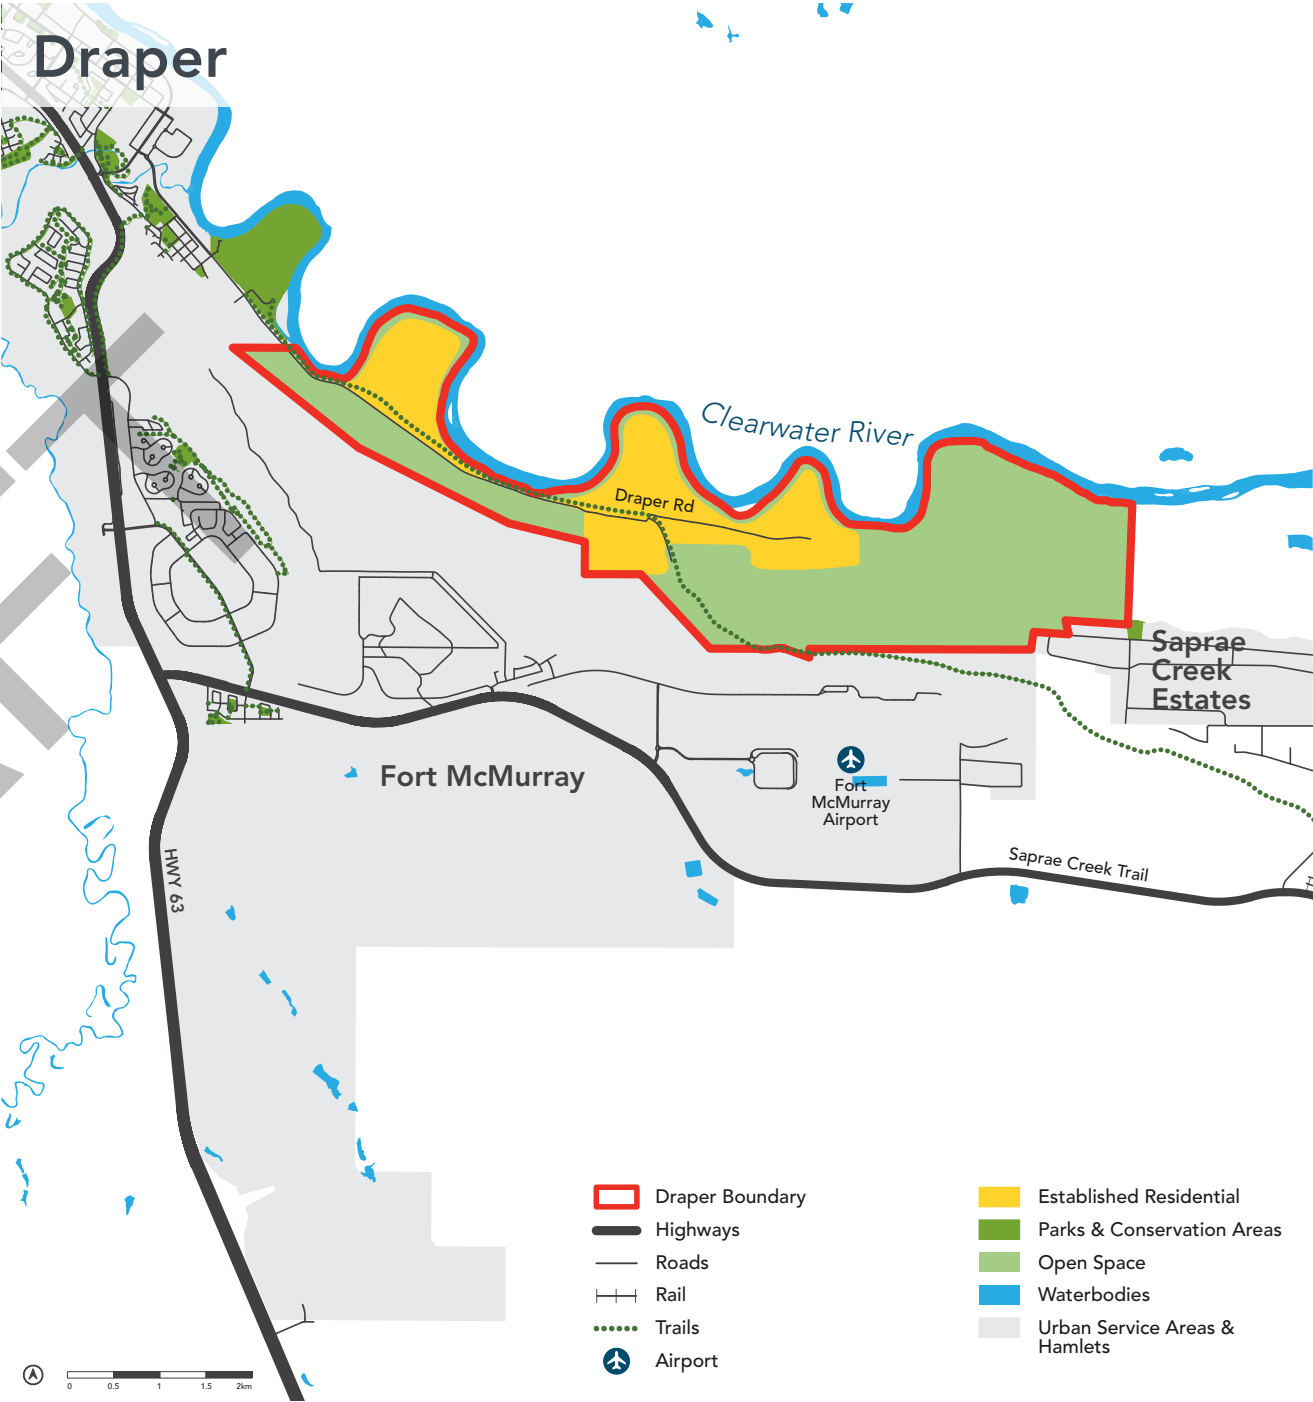 Draper
Clearwater River
Draper Rd
Saprae
Creek
Estates
Fort McMurray
Fort
McMurray
Airport
Saprae Creek Trail
HWY 63
Draper Boundary
Highways
Roads
Rail
Trails
Airport
Established Residential
Parks & Conservation Areas
Open Space
Waterbodies
Urban Service Areas &
Hamlets
0 0.5 1 1.5 2km